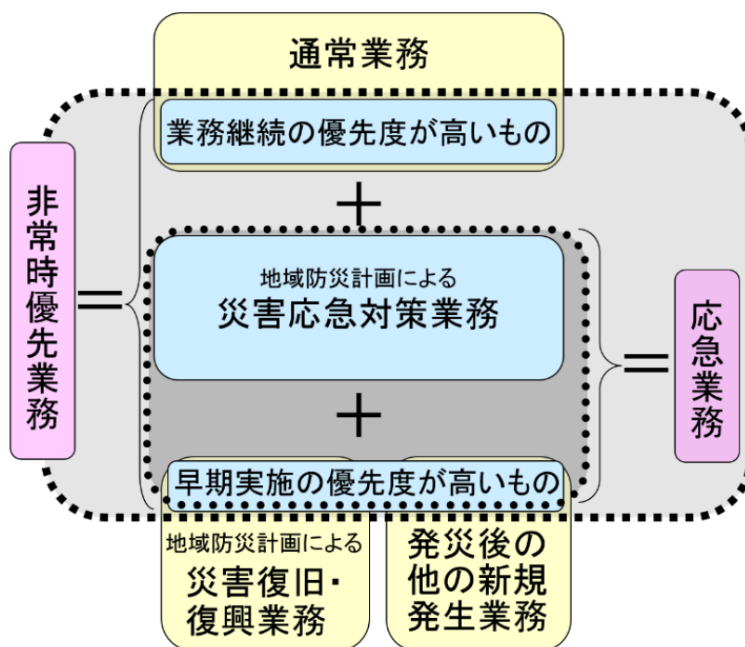 通常業務
業務継続の優先度が高いもの
＋
非常時優先業務
＝
地域防災計画による
災害応急対策業務
＝
応急業務
＋
早期実施の優先度が高いもの
地域防災計画による
災害復旧・
復興業務
発災後の
他の新規
発生業務